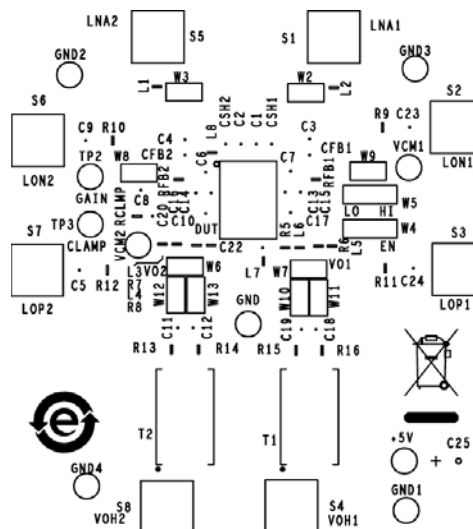 LNA2
S5
S1
LNA1
GND2
GND3
L1
W3
W2
L2
S6
S2
CSH2
C2
C1
CSH1
C9
R10
C4
L8
C3
R9
C23
LON2
TP2
W8
CFB2
C6
C7
CFB1
VCM1
LON1
GAIN
RFB2
RFB1
W9
S7
RCLMP
C8
W5
TP3
C20
C16
C14
C13
C15
LO
HI
C10
DUT
C17
W4
CLAMP
VCM2
C22
R5
L6
R6
L5
EN
S3
LOP2
C5
R12
L3
VO2
W6
L7
W7
VO1
R11
C24
LOP1
R7
L4
R8
W12
W13
W10
W11
GND
C11
C12
C19
C18
R13
R14
R15
R16
e
T2
T1
+5V
+
C25
GND4
S8
VOH2
S4
VOH1
GND1